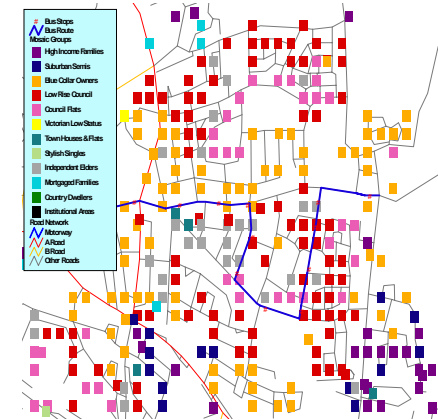 # Bus Stops
Bus Route
Mosaic Groups
High Income Families
Suburban Semis
Blue Collar Owners
Low Rise Council
Council Flats
Victorian Low Status
Town Houses & Flats
Stylish Singles
Independent Elders
Mortgaged Families
Country Dwellers
Institutional Areas
Road Network
Motorway
A Road
B Road
Other Roads